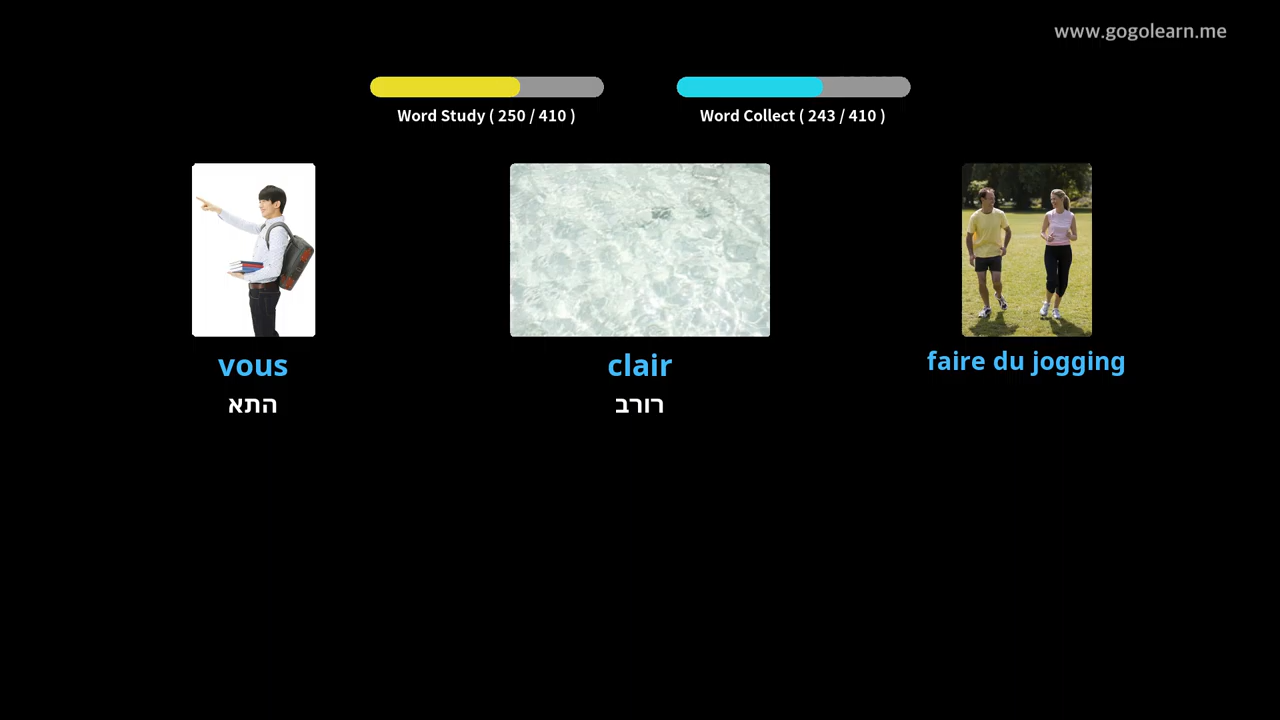 www.gogolearn.me
Word Study ( 250 / 410 )
Word Collect ( 243 / 410 )
vous
התא
clair
רורב
faire du jogging